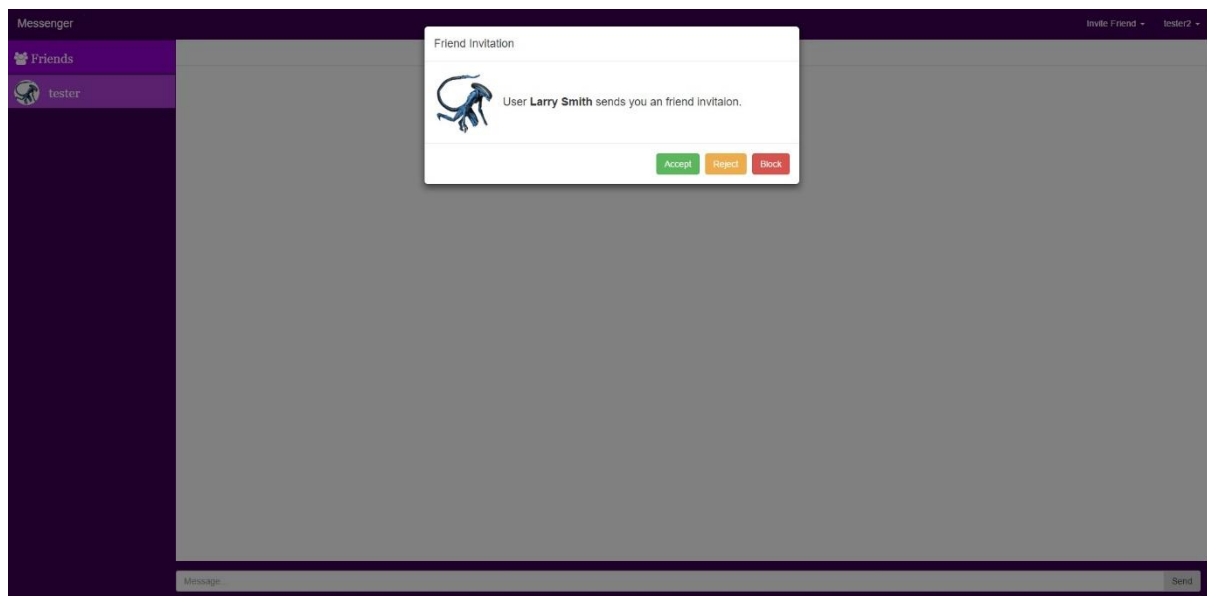 Messenger
Invite Friend
tester2
Friends
tester
Friend Invitation
User Larry Smith sends you an friend invitaion.
Accept Reject Block
Message...
Send